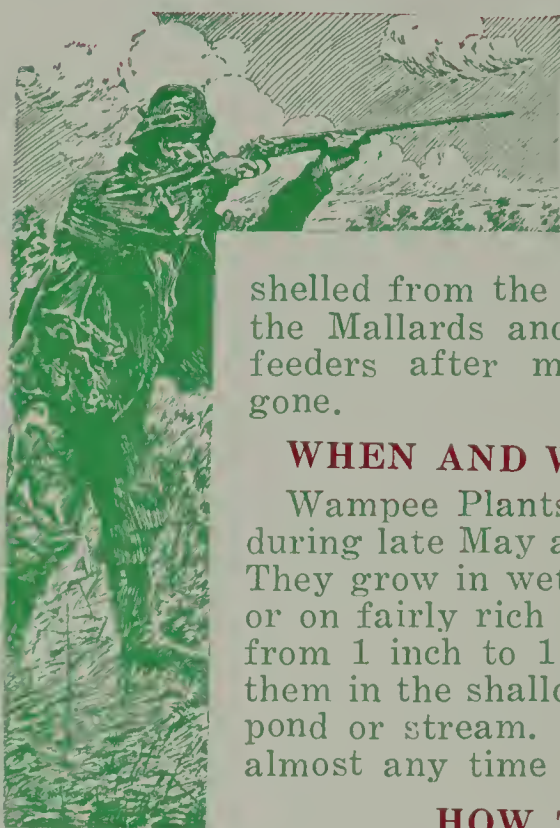 shelled from the
the Mallards and
feeders after m
gone.
WHEN AND W
Wampee Plants
during late May a
They grow in wet
or on fairly rich
from 1 inch to 1
them in the shallo
pond or stream.
almost any time
HOW